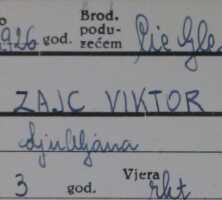 926 god. Brod. podu- zećem
ZAJC VIKTOR
Ljubljana
3 god. Vjera rkt